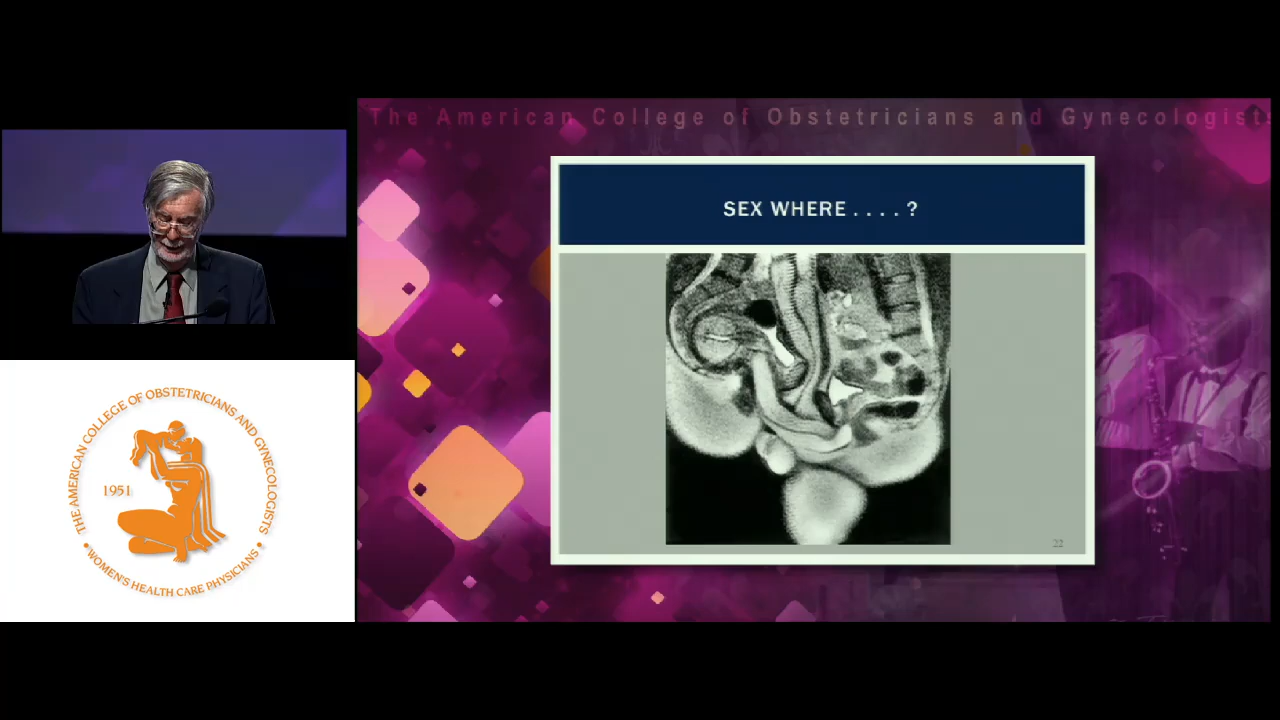 The American College of Obstetricians and Gynecologists
SEX WHERE . . . . ?
22
THE AMERICAN COLLEGE OF OBSTETRICIANS AND GYNECOLOGISTS
1951
• WOMEN'S HEALTH CARE PHYSICIANS •